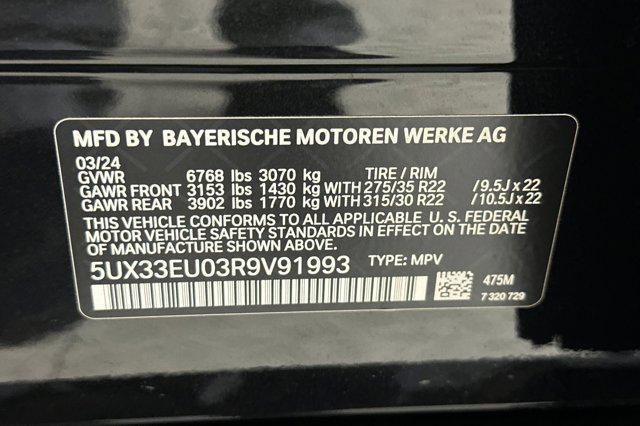 MFD BY BAYERISCHE MOTOREN WERKE AG
03/24
GVWR 6768 lbs 3070 kg TIRE / RIM
GAWR FRONT 3153 lbs 1430 kg WITH 275/35 R22 /9.5J x 22
GAWR REAR 3902 lbs 1770 kg WITH 315/30 R22 /10.5J x 22
THIS VEHICLE CONFORMS TO ALL APPLICABLE U. S. FEDERAL
MOTOR VEHICLE SAFETY STANDARDS IN EFFECT ON THE DATE
OF MANUFACTURE SHOWN ABOVE.
5UX33EU03R9V91993 TYPE: MPV
475M
7 320 729